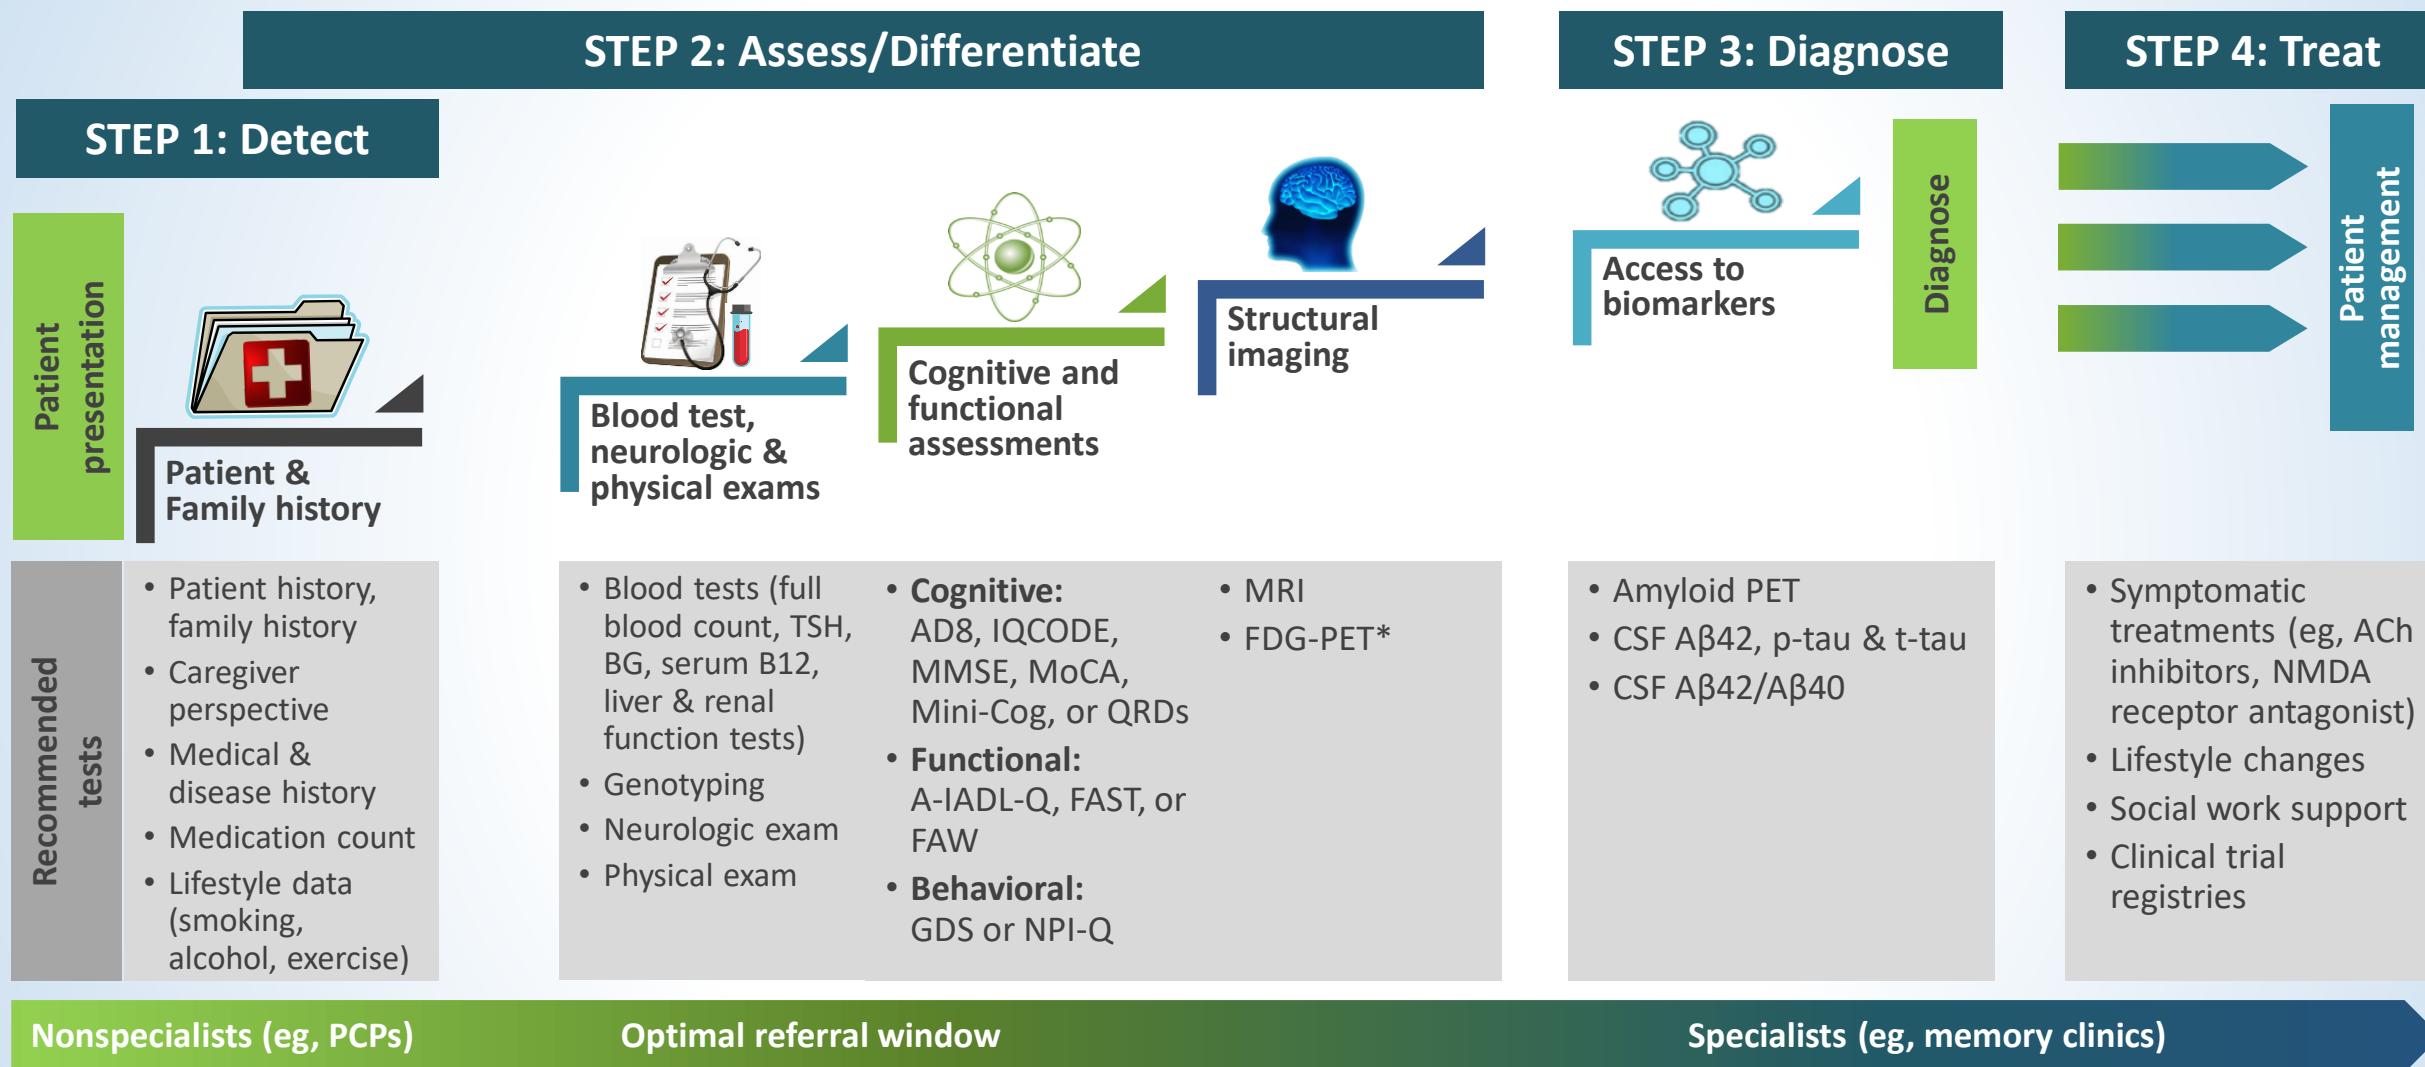 STEP 2: Assess/Differentiate
STEP 3: Diagnose
STEP 4: Treat
STEP 1: Detect
Patient
presentation
Patient &
Family history
Blood test,
neurologic &
physical exams
Cognitive and
functional
assessments
Structural
imaging
Access to
biomarkers
Diagnose
Patient
management
Recommended
tests
• Patient history,
family history
• Caregiver
perspective
• Medical &
disease history
• Medication count
• Lifestyle data
(smoking,
alcohol, exercise)
• Blood tests (full
blood count, TSH,
BG, serum B12,
liver & renal
function tests)
• Genotyping
• Neurologic exam
• Physical exam
• Cognitive:
AD8, IQCODE,
MMSE, MoCA,
Mini-Cog, or QRDs
• Functional:
A-IADL-Q, FAST, or
FAW
• Behavioral:
GDS or NPI-Q
• MRI
• FDG-PET*
• Amyloid PET
• CSF Aβ42, p-tau & t-tau
• CSF Aβ42/Aβ40
• Symptomatic
treatments (eg, ACh
inhibitors, NMDA
receptor antagonist)
• Lifestyle changes
• Social work support
• Clinical trial
registries
Nonspecialists (eg, PCPs)
Optimal referral window
Specialists (eg, memory clinics)